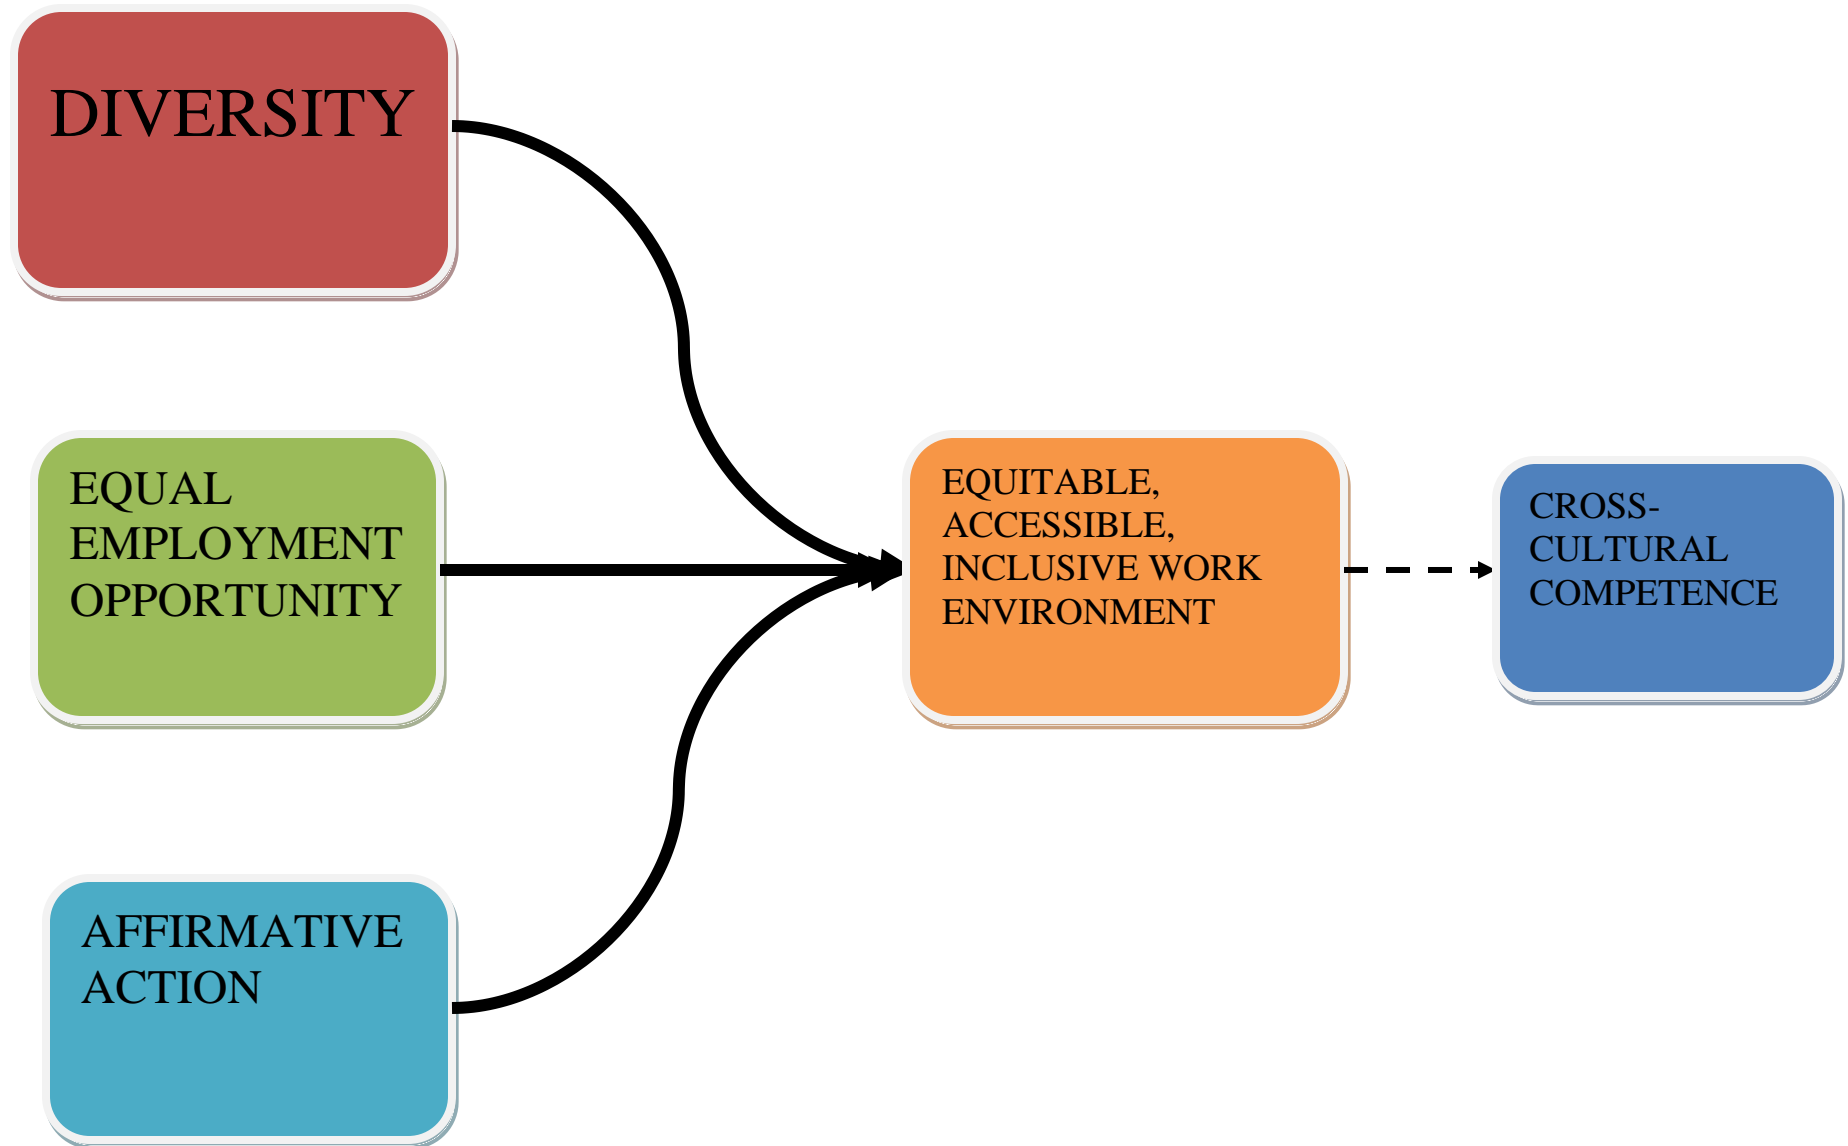 DIVERSITY
EQUAL
EMPLOYMENT
OPPORTUNITY
AFFIRMATIVE
ACTION
EQUITABLE,
ACCESSIBLE,
INCLUSIVE WORK
ENVIRONMENT
CROSS-
CULTURAL
COMPETENCE